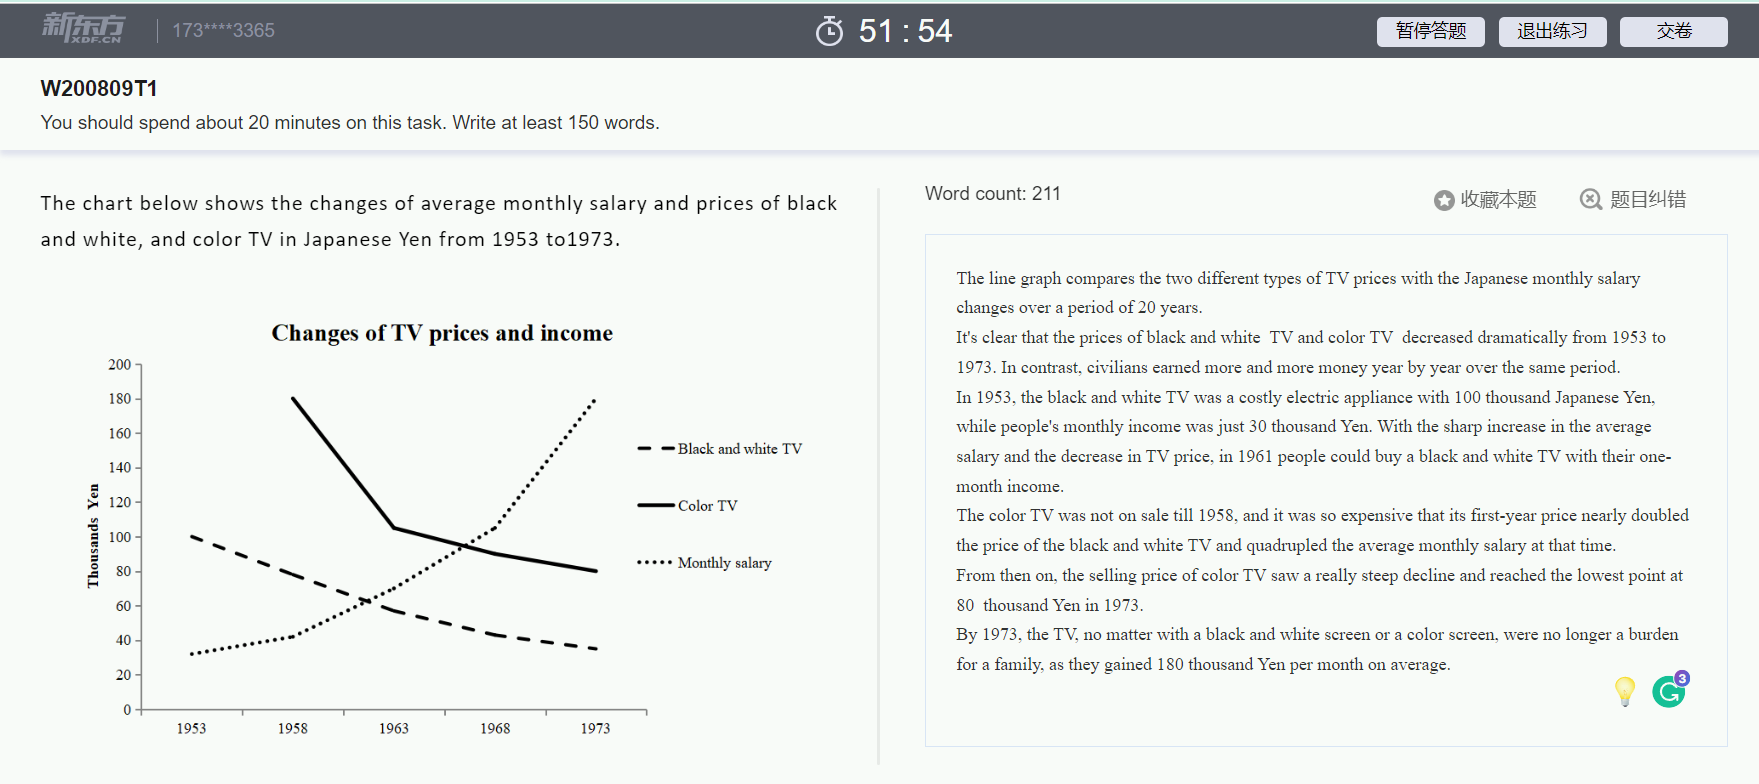 新东方
XDF.CN
173****3365
51 : 54
暂停答题
退出练习
交卷
W200809T1
You should spend about 20 minutes on this task. Write at least 150 words.
The chart below shows the changes of average monthly salary and prices of black
and white, and color TV in Japanese Yen from 1953 to1973.
Changes of TV prices and income
200
180
160
140
120
100
80
60
40
20
0
Thousands Yen
1953
1958
1963
1968
1973
Black and white TV
Color TV
Monthly salary
Word count: 211
收藏本题
题目纠错
The line graph compares the two different types of TV prices with the Japanese monthly salary
changes over a period of 20 years.
It's clear that the prices of black and white  TV and color TV  decreased dramatically from 1953 to
1973. In contrast, civilians earned more and more money year by year over the same period.
In 1953, the black and white TV was a costly electric appliance with 100 thousand Japanese Yen,
while people's monthly income was just 30 thousand Yen. With the sharp increase in the average
salary and the decrease in TV price, in 1961 people could buy a black and white TV with their one-
month income.
The color TV was not on sale till 1958, and it was so expensive that its first-year price nearly doubled
the price of the black and white TV and quadrupled the average monthly salary at that time.
From then on, the selling price of color TV saw a really steep decline and reached the lowest point at
80  thousand Yen in 1973.
By 1973, the TV, no matter with a black and white screen or a color screen, were no longer a burden
for a family, as they gained 180 thousand Yen per month on average.
3